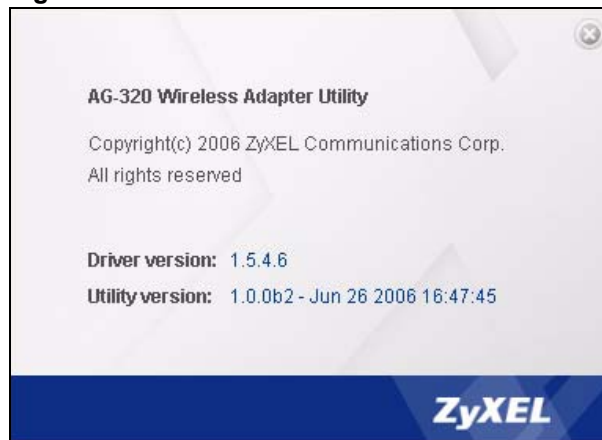 AG-320 Wireless Adapter Utility
Copyright(c) 2006 ZyXEL Communications Corp.
All rights reserved
Driver version: 1.5.4.6
Utility version: 1.0.0b2 - Jun 26 2006 16:47:45
ZyXEL